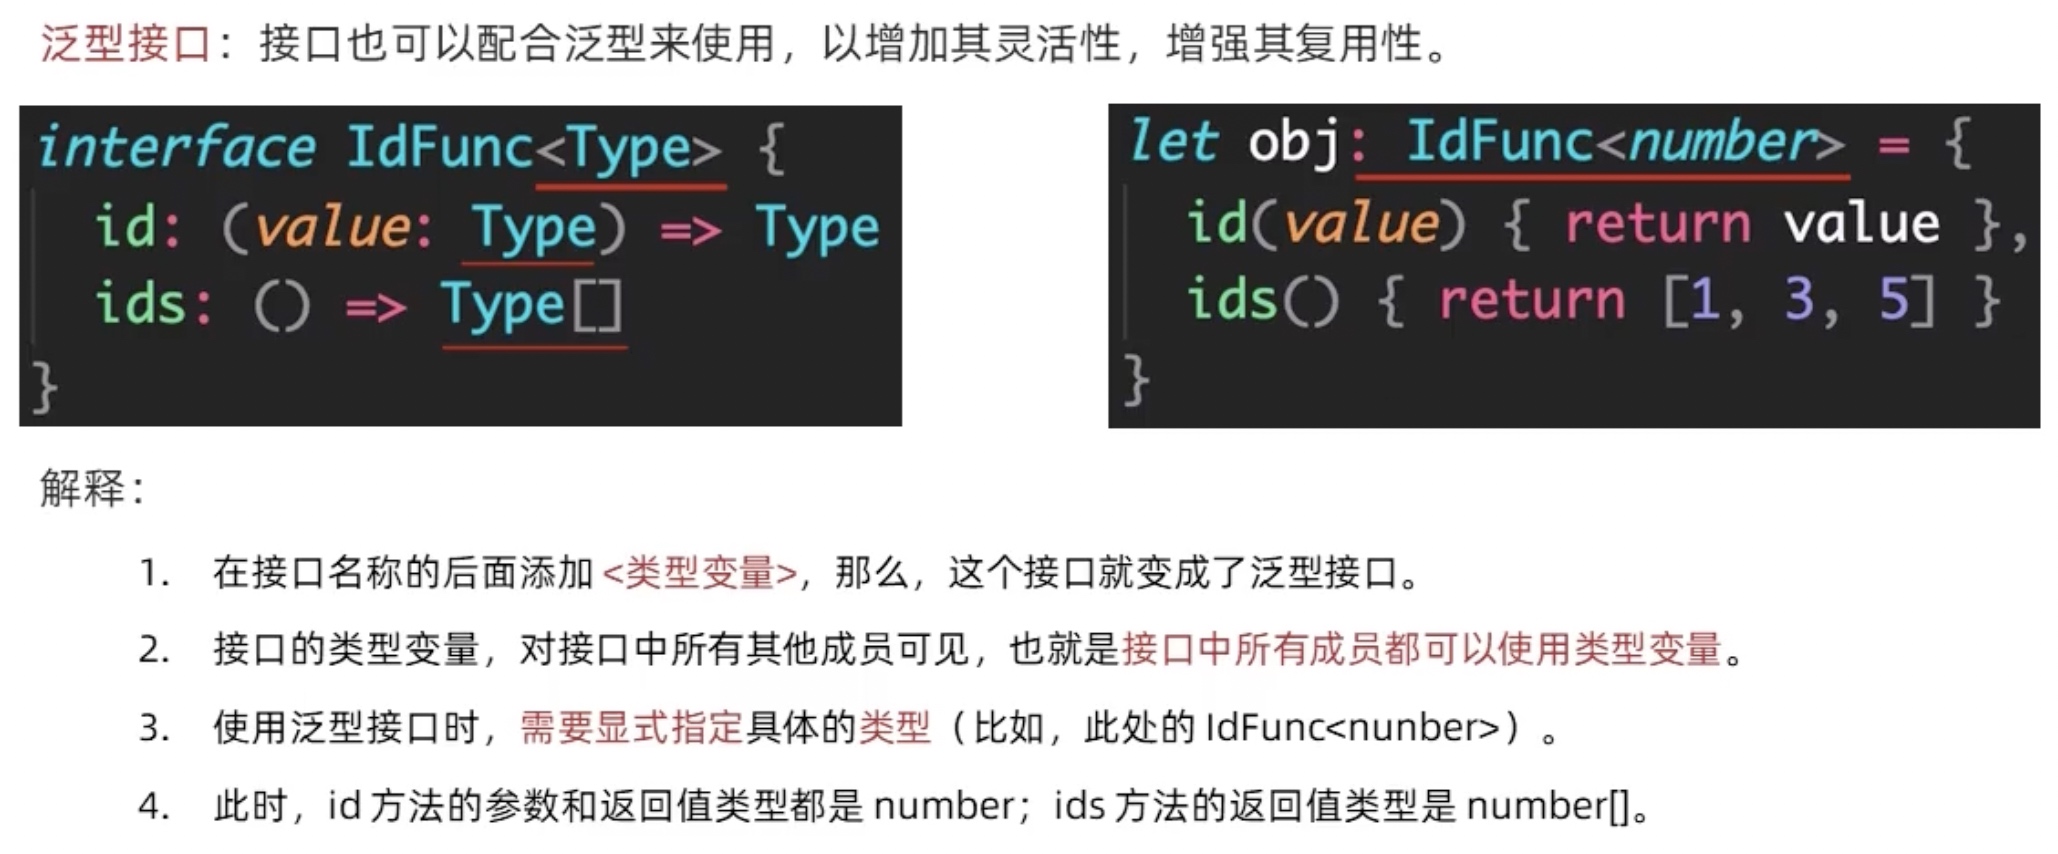 泛型接口：接口也可以配合泛型来使用，以增加其灵活性，增强其复用性。
interface IdFunc<Type> {
id: (value: Type) => Type
ids: () => Type[]
}
let obj: IdFunc<number> = {
id(value) { return value },
ids() { return [1, 3, 5] }
}
解释：
1. 在接口名称的后面添加 <类型变量>，那么，这个接口就变成了泛型接口。
2. 接口的类型变量，对接口中所有其他成员可见，也就是接口中所有成员都可以使用类型变量。
3. 使用泛型接口时，需要显式指定具体的类型（比如，此处的 IdFunc<nunber>）。
4. 此时，id 方法的参数和返回值类型都是 number；ids 方法的返回值类型是 number[]。